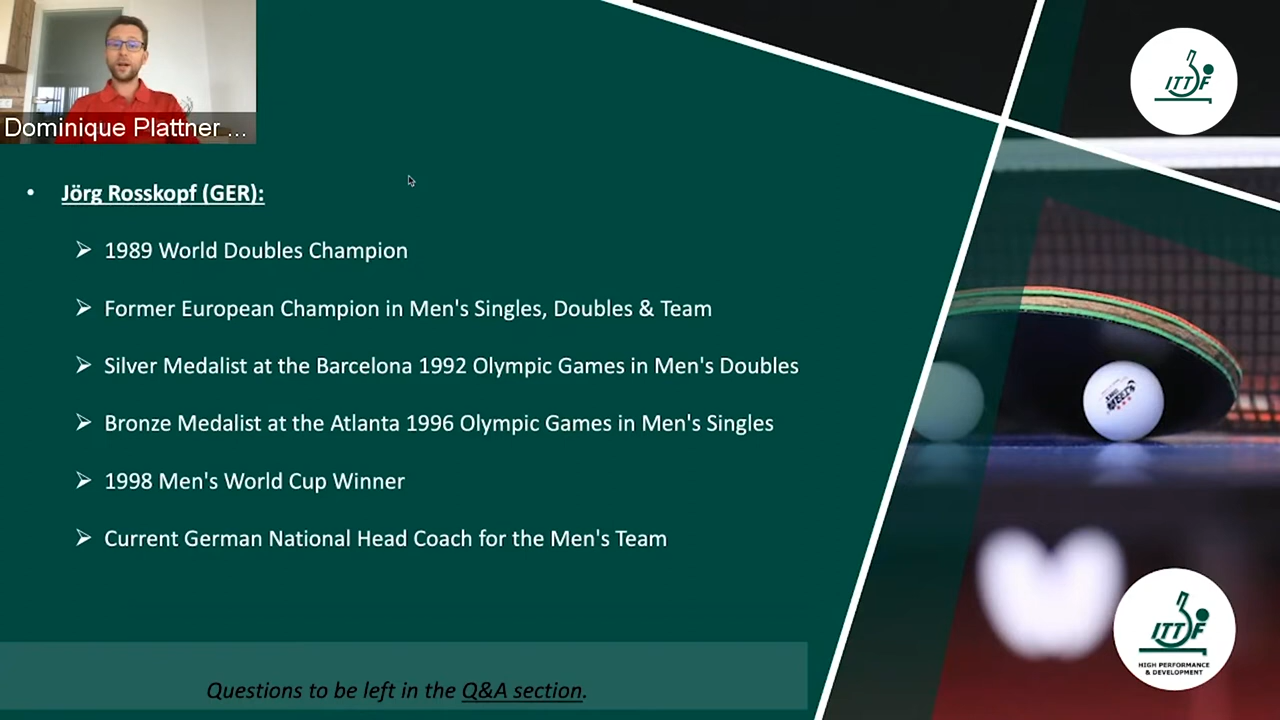 Dominique Plattner ...
ITTF
• Jörg Rosskopf (GER):
➢ 1989 World Doubles Champion
➢ Former European Champion in Men's Singles, Doubles & Team
➢ Silver Medalist at the Barcelona 1992 Olympic Games in Men's Doubles
➢ Bronze Medalist at the Atlanta 1996 Olympic Games in Men's Singles
➢ 1998 Men's World Cup Winner
➢ Current German National Head Coach for the Men's Team
ITTF
HIGH PERFORMANCE
& DEVELOPMENT
Questions to be left in the Q&A section.